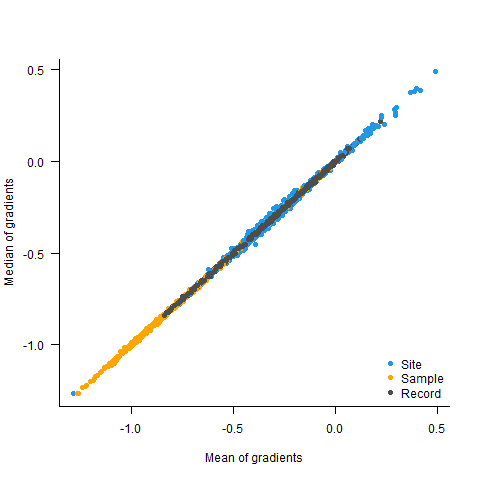 0.5
0.0
-0.5
-1.0
Median of gradients
Site
Sample
Record
-1.0 -0.5 0.0 0.5
Mean of gradients